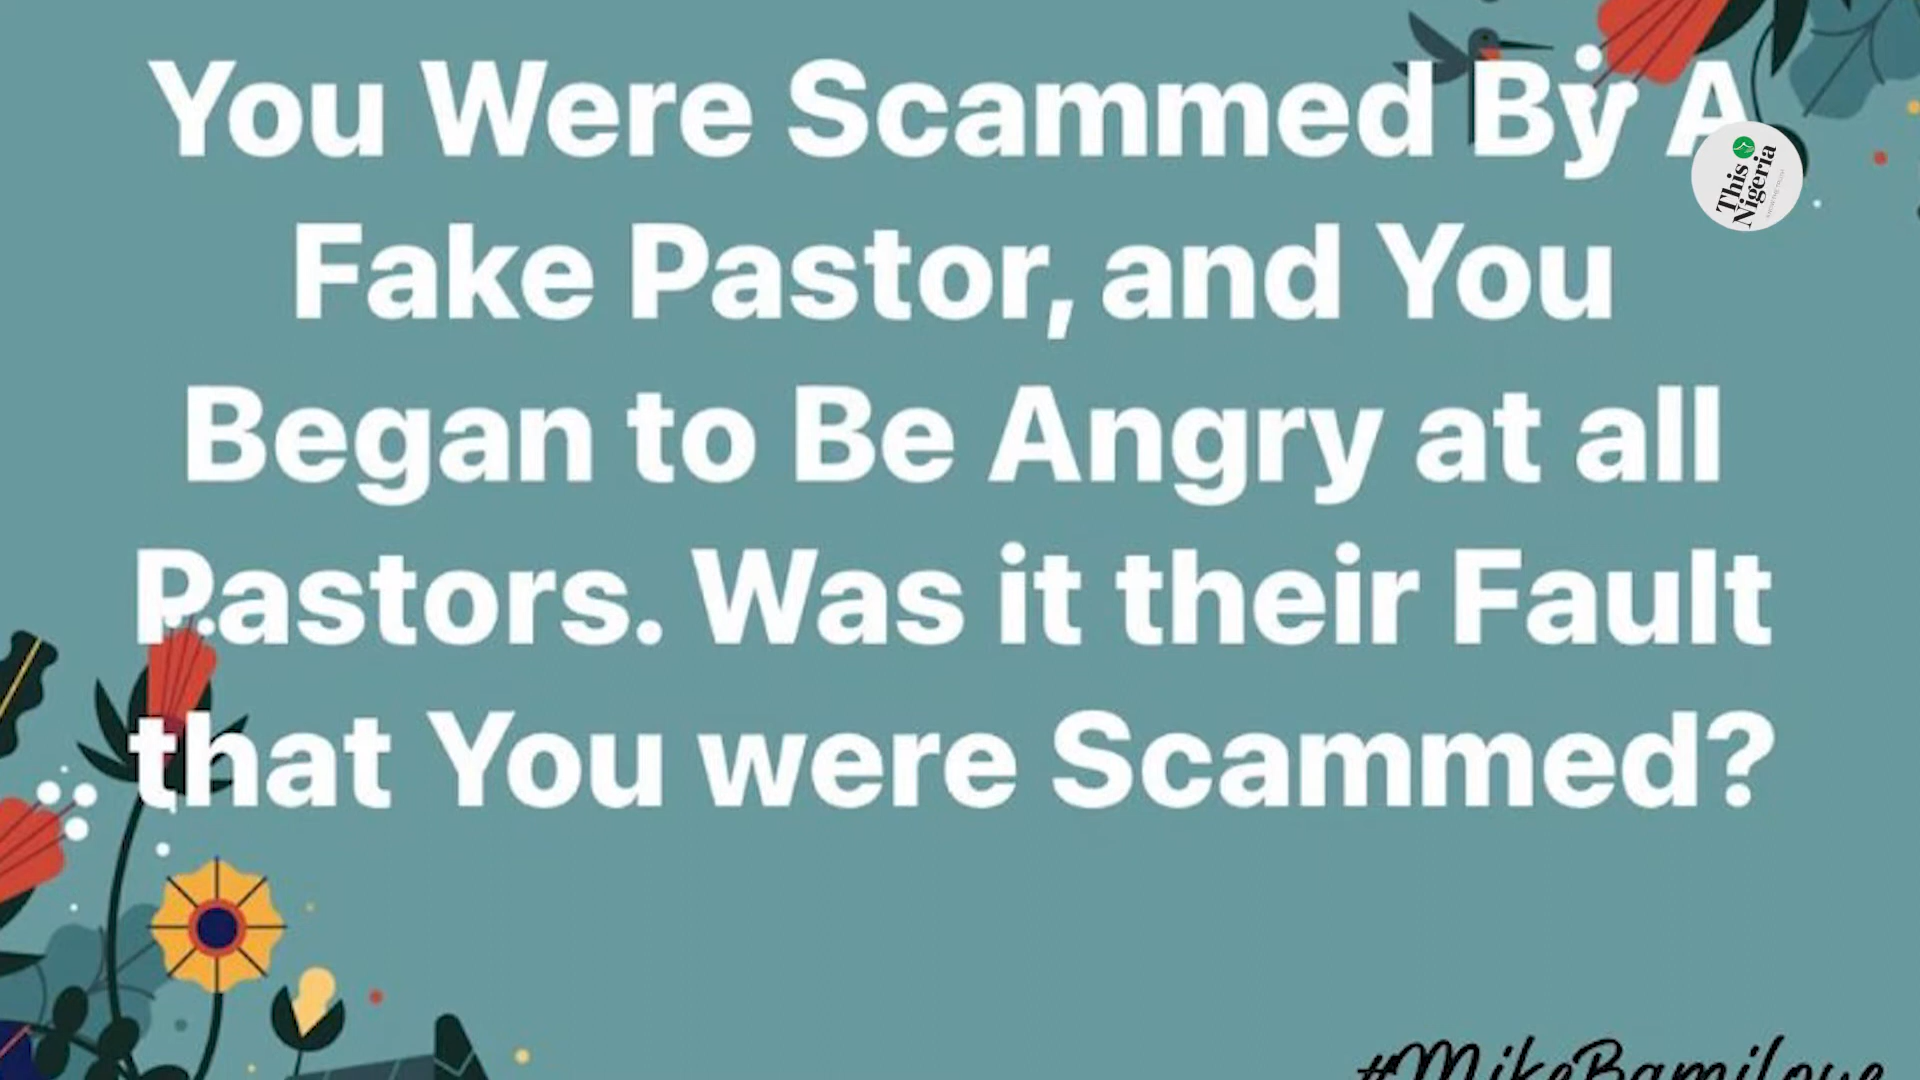 You Were Scammed By A
Fake Pastor, and You
Began to Be Angry at all
Pastors. Was it their Fault
that You were Scammed?
This
Nigeria
#MikeBamiLove